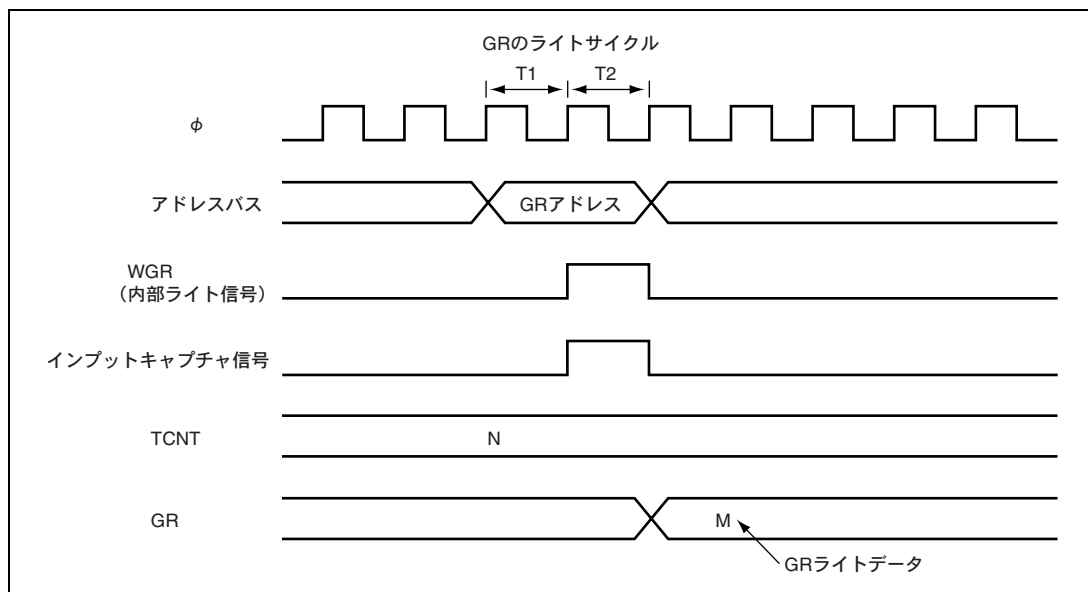 GRのライトサイクル
T1 T2
φ
アドレスバス
GRアドレス
WGR
（内部ライト信号）
インプットキャプチャ信号
TCNT
N
GR
M
GRライトデータ